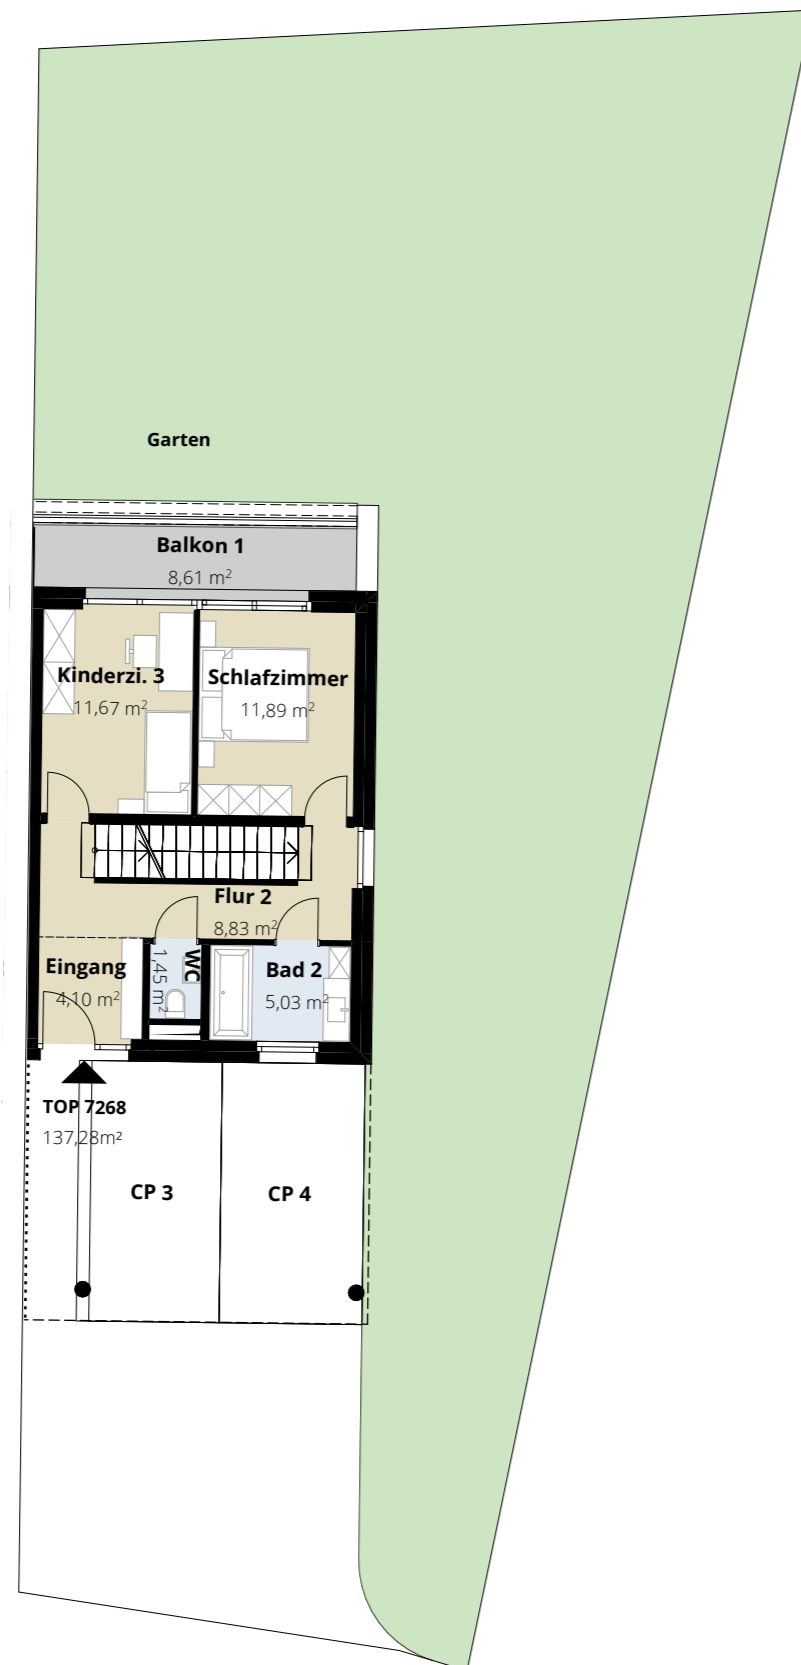 Garten
Balkon 1
8,61 m²
Kinderzi. 3
11,67 m²
Schlafzimmer
11,89 m²
Flur 2
8,83 m²
Eingang
4,10 m²
WC
1,45 m²
Bad 2
5,03 m²
TOP 7268
137,28m²
CP 3
CP 4